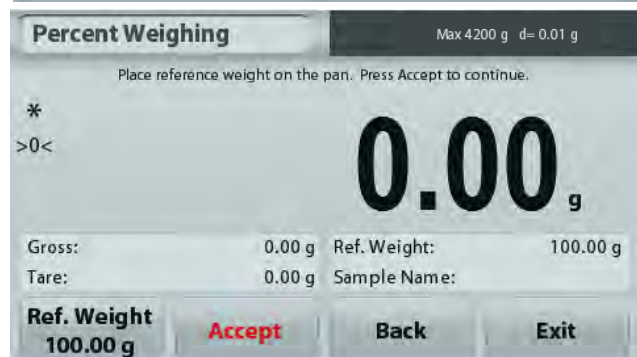 Percent Weighing
Max 4200 g d= 0.01 g
Place reference weight on the pan. Press Accept to continue.
*
>0<
0.00 g
Gross: 0.00 g Ref. Weight: 100.00 g
Tare: 0.00 g Sample Name:
Ref. Weight
100.00 g
Accept
Back
Exit